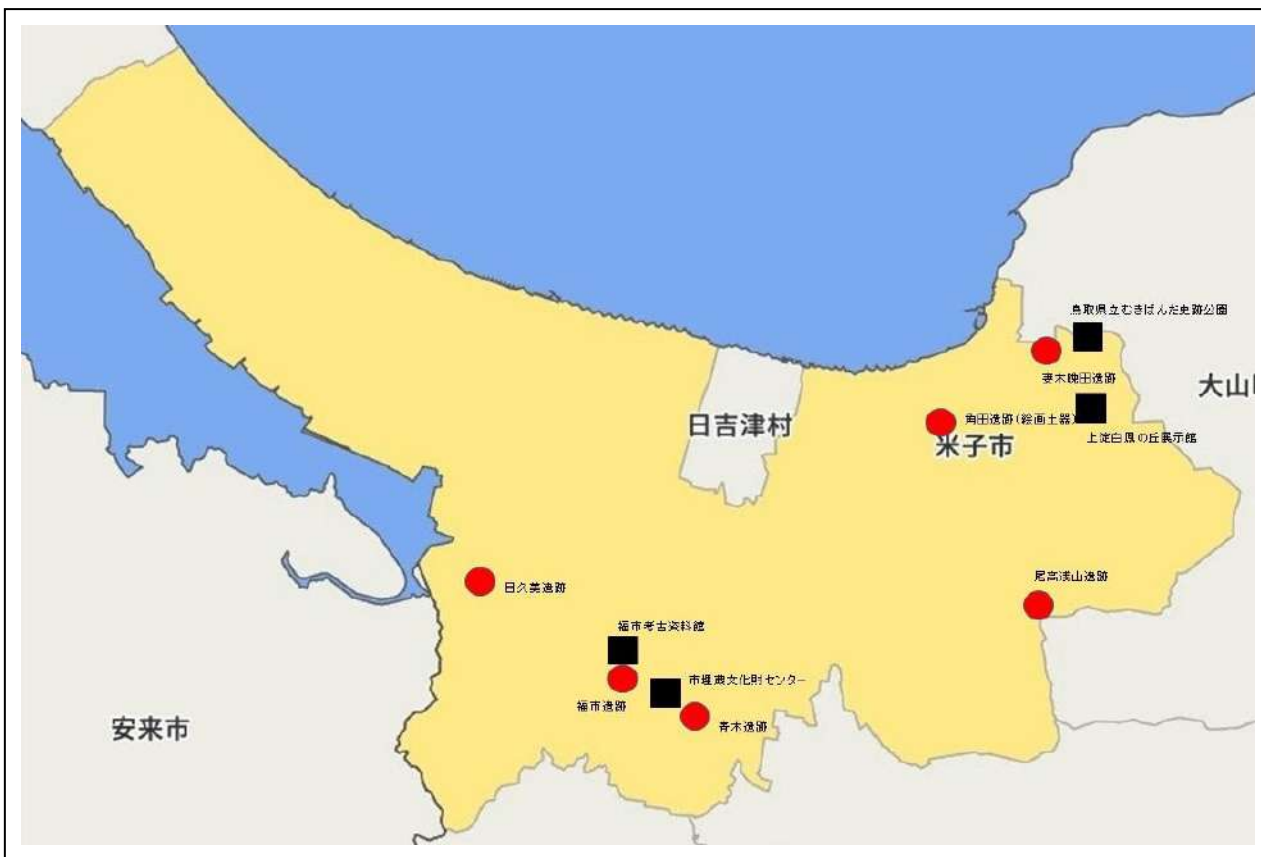 鳥取県立むきばんだ史跡公園
妻木晩田遺跡
大山
日吉津村
角田遺跡(絵画土器)
米子市
上淀白鳳の丘展示館
目久美遺跡
尾高浅山遺跡
福市考古資料館
市埋蔵文化財センター
福市遺跡
青木遺跡
安来市